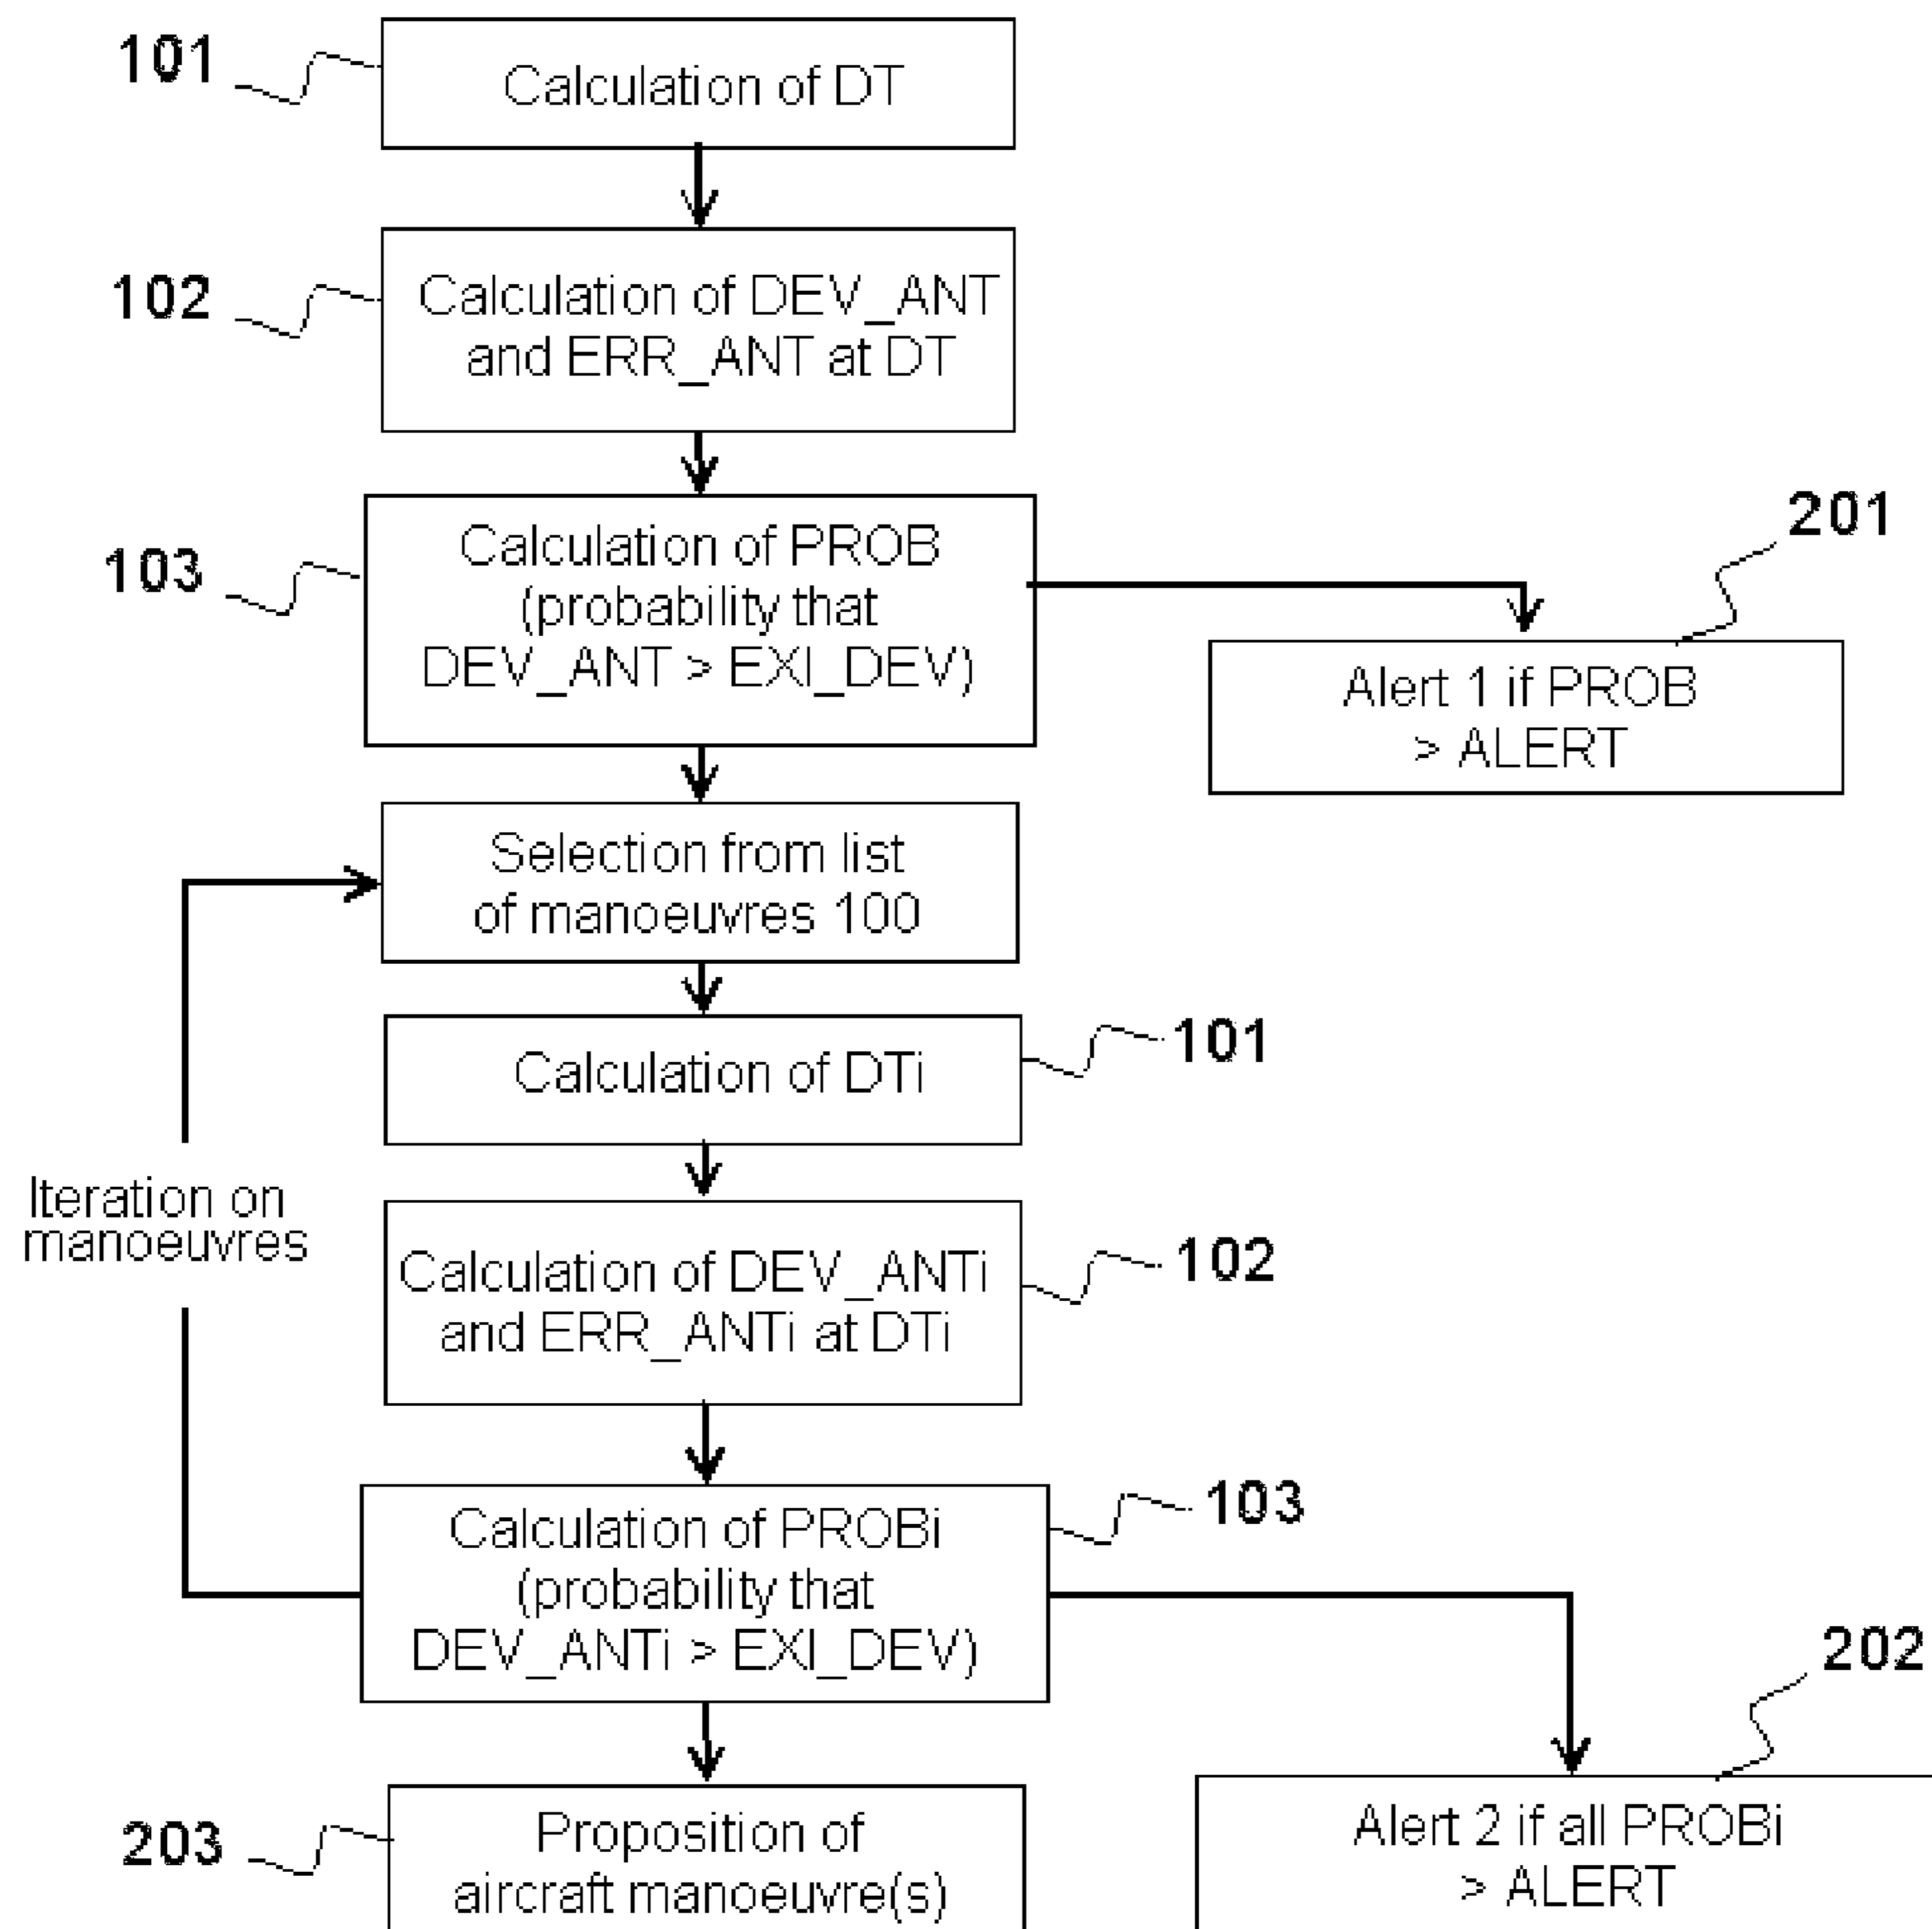 101
Calculation of DT
102
Calculation of DEV_ANT
and ERR_ANT at DT
103
Calculation of PROB
(probability that
DEV_ANT > EXI_DEV)
201
Alert 1 if PROB
> ALERT
Selection from list
of manoeuvres 100
Calculation of DTi
101
Iteration on
manoeuvres
Calculation of DEV_ANTi
and ERR_ANTi at DTi
102
Calculation of PROBi
(probability that
DEV_ANTi > EXI_DEV)
103
202
203
Proposition of
aircraft manoeuvre(s)
Alert 2 if all PROBi
> ALERT